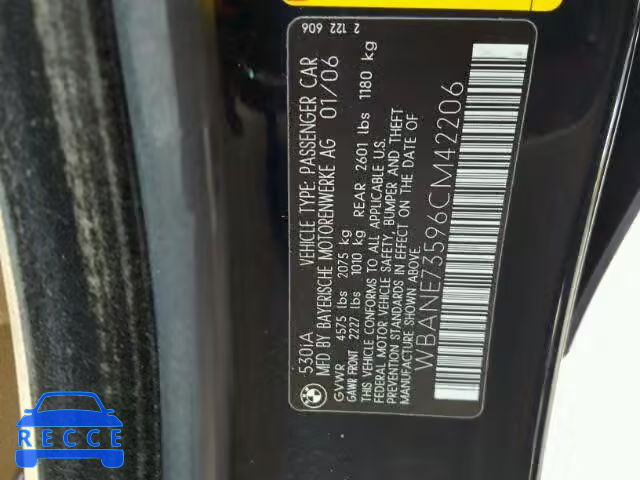 530iA VEHICLE TYPE: PASSENGER CAR
MFD BY BAYERISCHE MOTORENWERKE AG 01/06
GVWR 4575 lbs 2075 kg
GAWR FRONT 2227 lbs 1010 kg REAR 2601 lbs 1180 kg
THIS VEHICLE CONFORMS TO ALL APPLICABLE U.S.
FEDERAL MOTOR VEHICLE SAFETY, BUMPER AND THEFT
PREVENTION STANDARDS IN EFFECT ON THE DATE OF
MANUFACTURE SHOWN ABOVE.
WBANE73596CM42206
2 122 606
RECCE